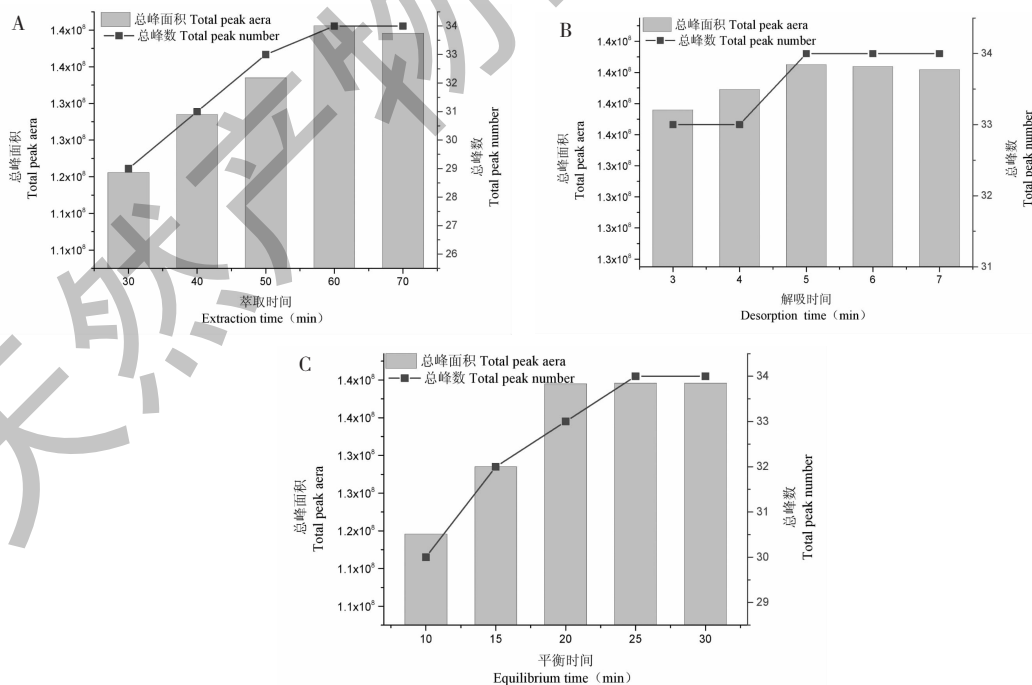 A
总峰面积 Total peak aera
总峰数 Total peak number
1.4x10⁸
1.4x10⁸
1.3x10⁸
1.3x10⁸
1.2x10⁸
1.1x10⁸
1.1x10⁸
总峰面积
Total peak aera
34
33
32
31
30
29
28
27
26
总峰数
Total peak number
30 40 50 60 70
萃取时间
Extraction time（min）
B
总峰面积 Total peak aera
总峰数 Total peak number
1.4x10⁸
1.4x10⁸
1.4x10⁸
1.4x10⁸
1.3x10⁸
1.3x10⁸
1.3x10⁸
1.3x10⁸
总峰面积
Total peak aera
34
33
32
31
总峰数
Total peak number
3 4 5 6 7
解吸时间
Desorption time（min）
C
总峰面积 Total peak aera
总峰数 Total peak number
1.4x10⁸
1.4x10⁸
1.3x10⁸
1.3x10⁸
1.2x10⁸
1.1x10⁸
1.1x10⁸
总峰面积
Total peak aera
34
33
32
31
30
29
总峰数
Total peak number
10 15 20 25 30
平衡时间
Equilibrium time（min）
天然产物